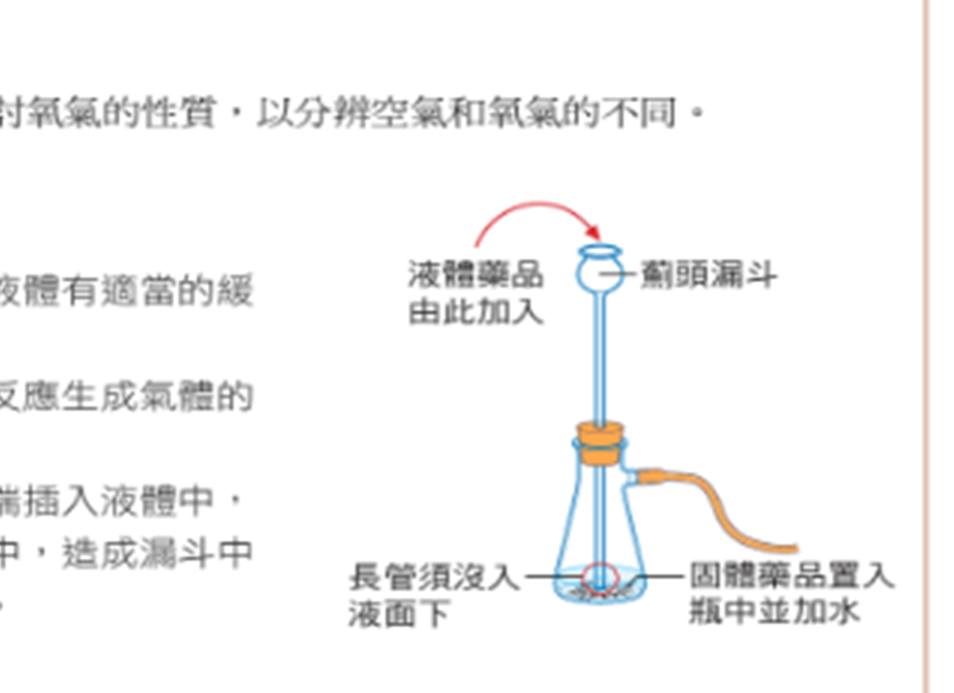 討氧氣的性質，以分辨空氣和氧氣的不同。
液體有適當的緩
反應生成氣體的
端插入液體中，
中，造成漏斗中
。
液體藥品
由此加入
薊頭漏斗
長管須沒入
液面下
固體藥品置入
瓶中並加水